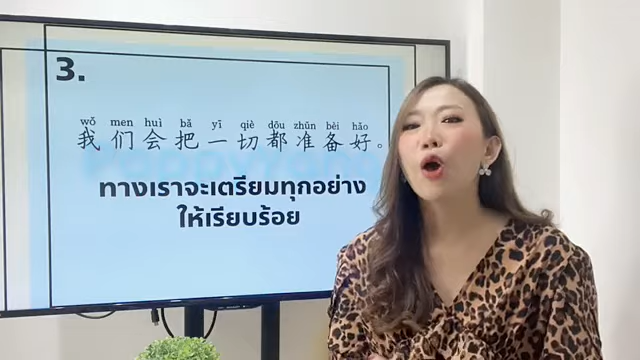 3.
wǒ men huì bǎ yī qiè dōu zhǔn bèi hǎo
我们会把一切都准备好。
ทางเราจะเตรียมทุกอย่าง
ให้เรียบร้อย